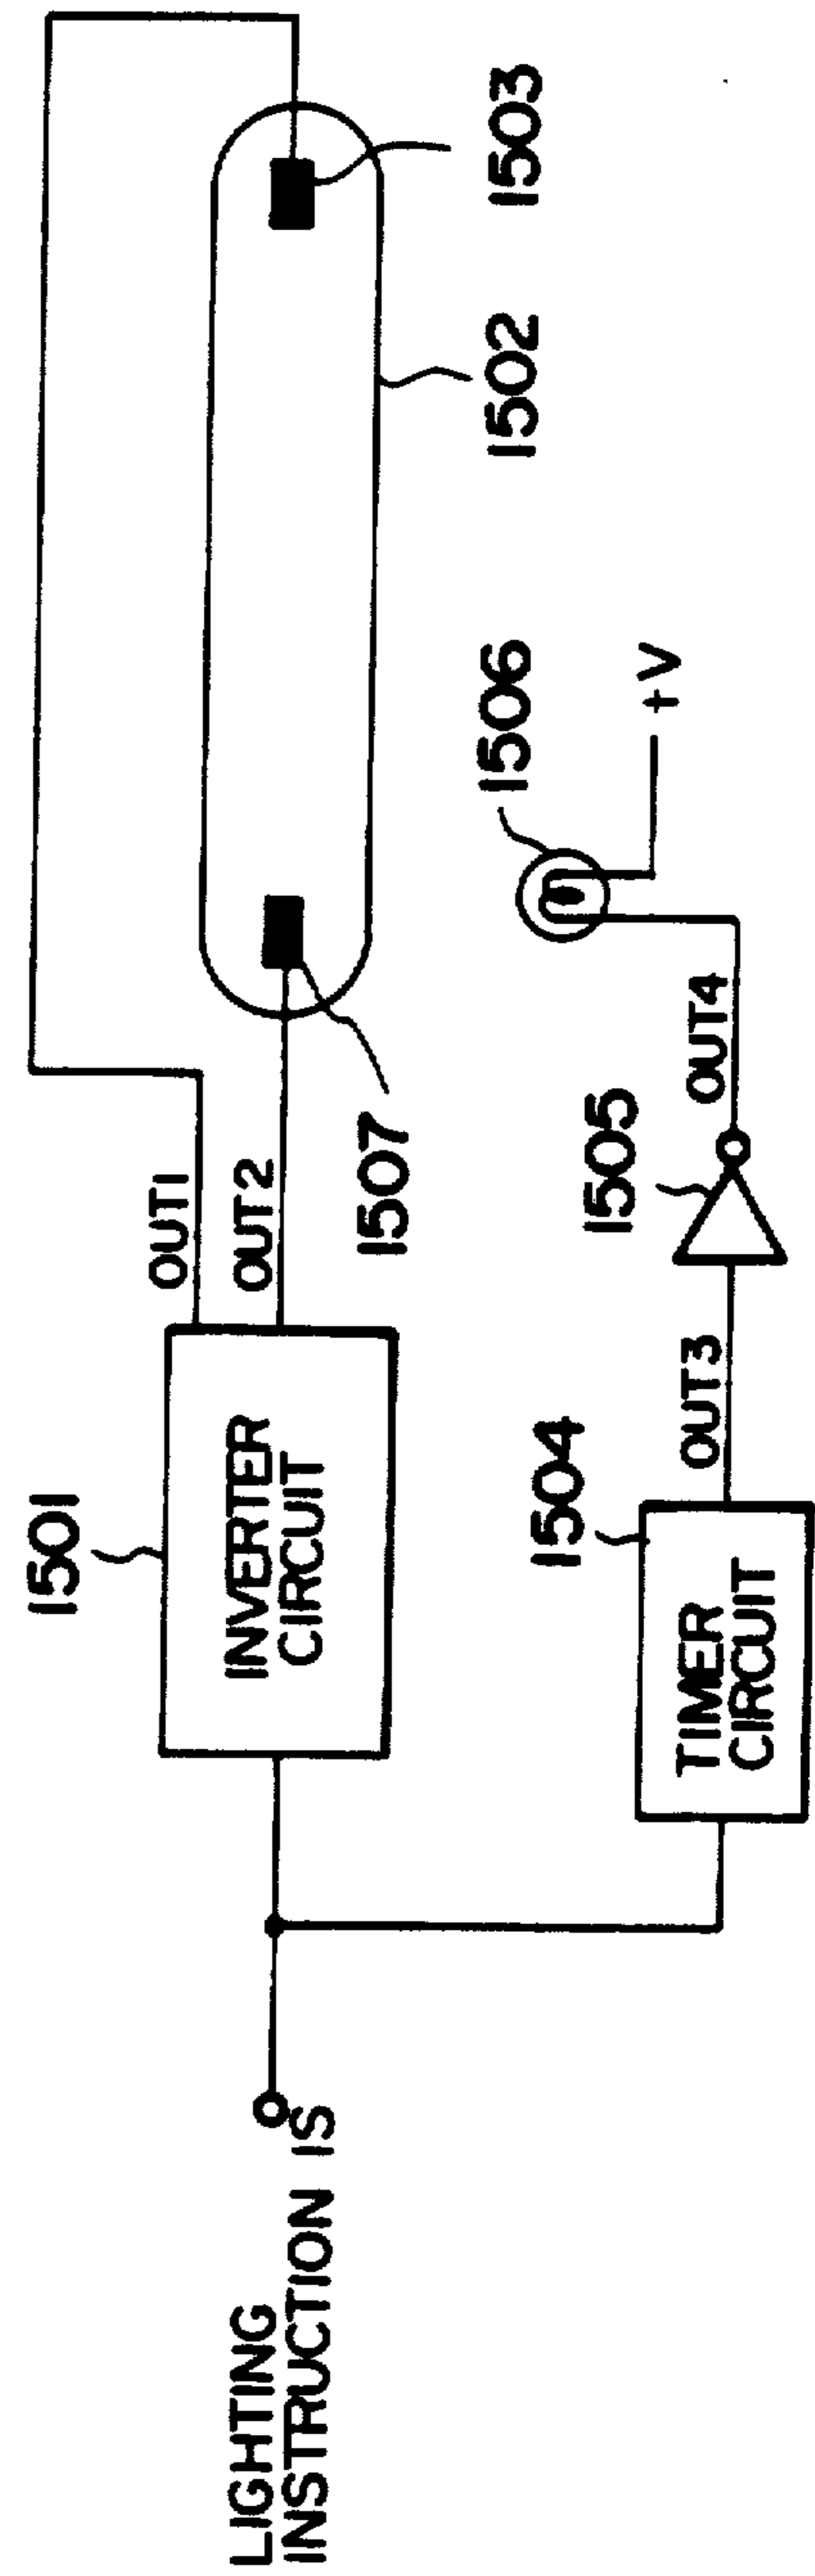 1501
INVERTER
CIRCUIT
OUT1
OUT2
1507
1502
1503
LIGHTING
INSTRUCTION IS
1504
TIMER
CIRCUIT
OUT3
1505
OUT4
1506
+V